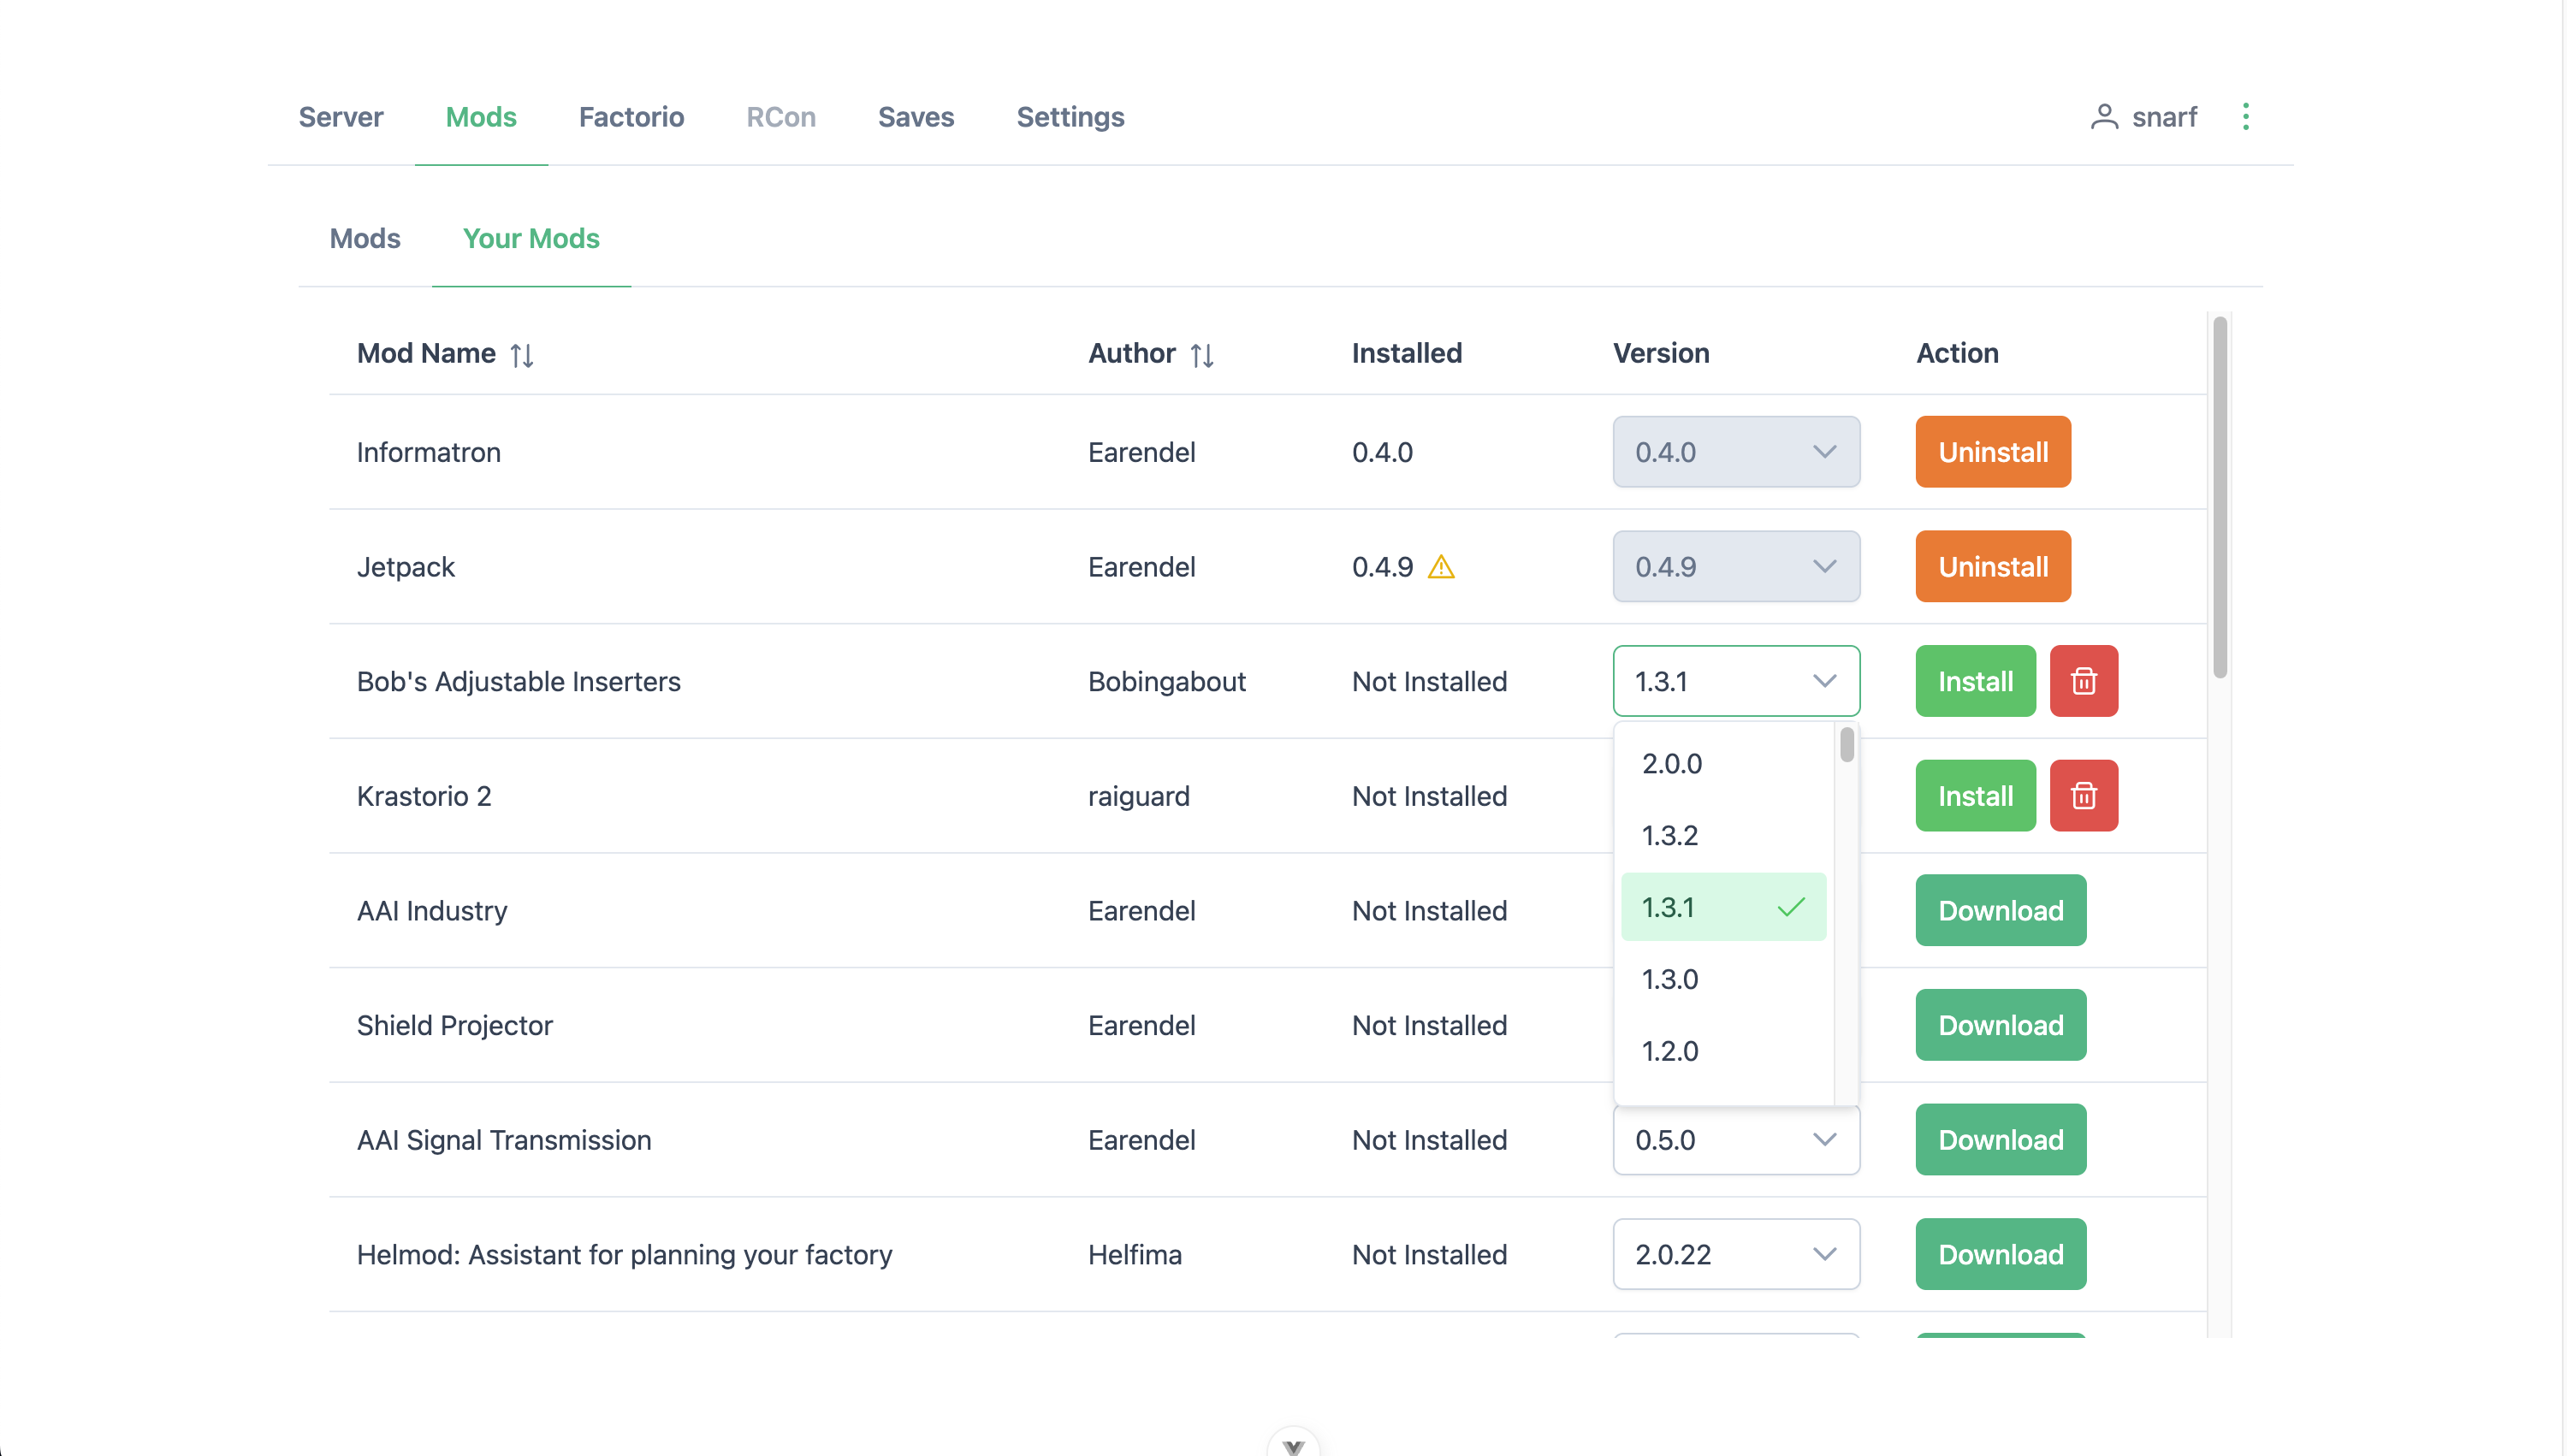 Server Mods Factorio RCon Saves Settings snarf
Mods Your Mods
Mod Name Author Installed Version Action
Informatron Earendel 0.4.0 0.4.0 Uninstall
Jetpack Earendel 0.4.9 0.4.9 Uninstall
Bob's Adjustable Inserters Bobingabout Not Installed 1.3.1 Install
2.0.0
Krastorio 2 raiguard Not Installed Install
1.3.2
AAI Industry Earendel Not Installed 1.3.1 Download
1.3.0
Shield Projector Earendel Not Installed Download
1.2.0
AAI Signal Transmission Earendel Not Installed 0.5.0 Download
Helmod: Assistant for planning your factory Helfima Not Installed 2.0.22 Download